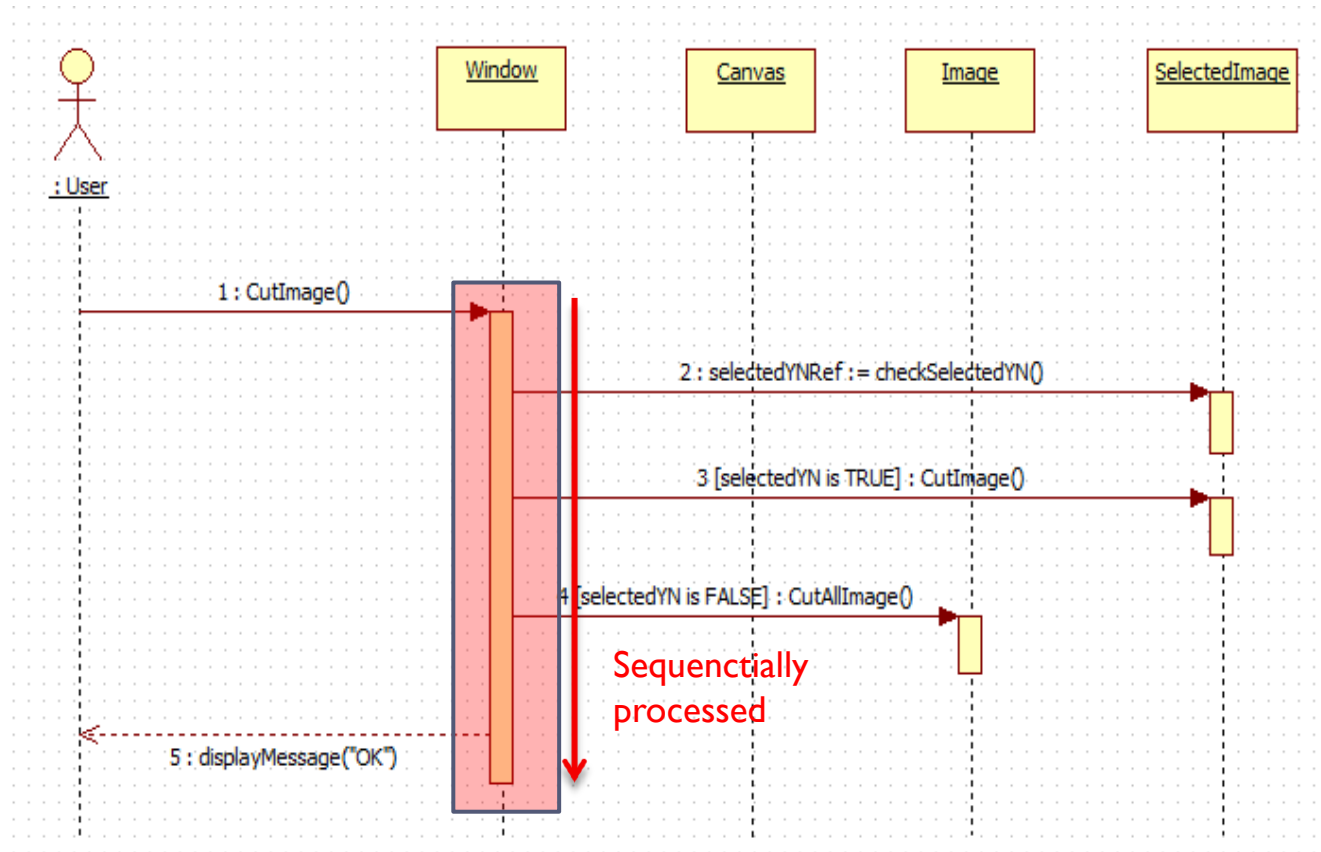 Window
Canvas
Image
SelectedImage
: User
1 : CutImage()
2 : selectedYNRef := checkSelectedYN()
3 [selectedYN is TRUE] : CutImage()
4 [selectedYN is FALSE] : CutAllImage()
Sequenctially
processed
5 : displayMessage("OK")